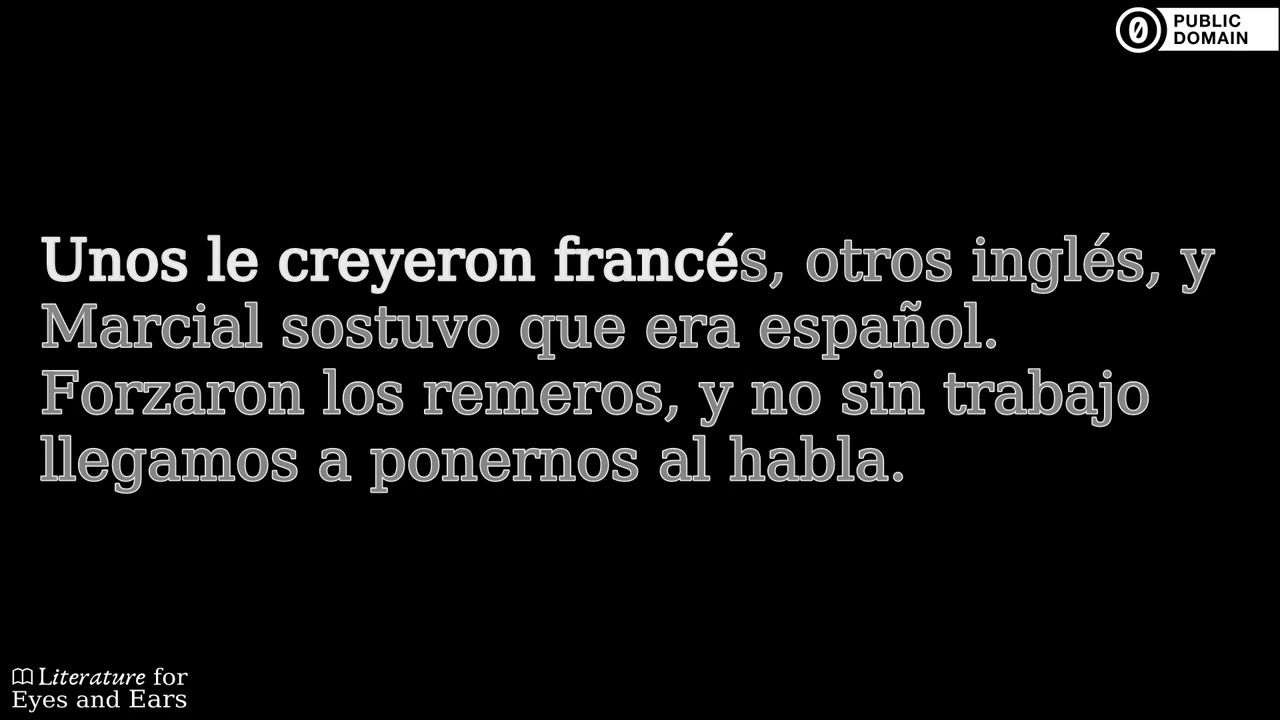 PUBLIC
DOMAIN
Unos le creyeron francés, otros inglés, y
Marcial sostuvo que era español.
Forzaron los remeros, y no sin trabajo
llegamos a ponernos al habla.
Literature for
Eyes and Ears